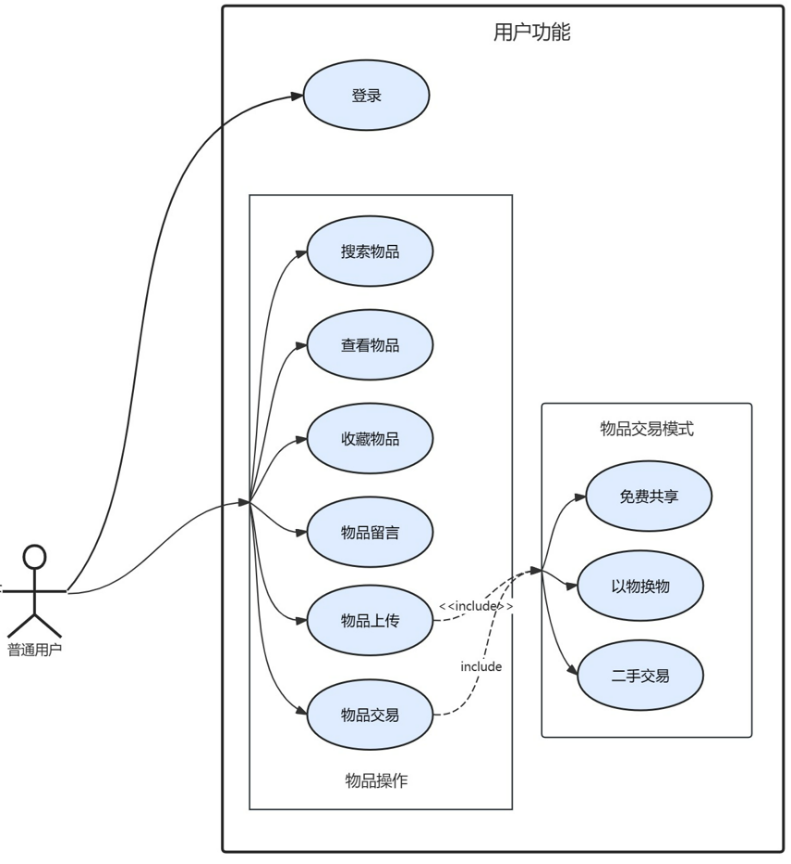 用户功能
登录
搜索物品
查看物品
收藏物品
物品留言
物品上传
物品交易
物品操作
<<include>>
include
物品交易模式
免费共享
以物换物
二手交易
普通用户